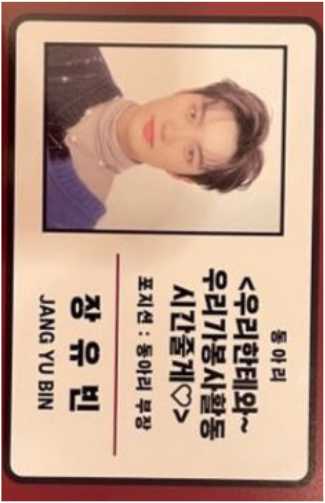 동아리
<우리한테와~
우리가봉사활동
시간줄게♡>
포지션 : 동아리 부장
장유빈
JANG YU BIN